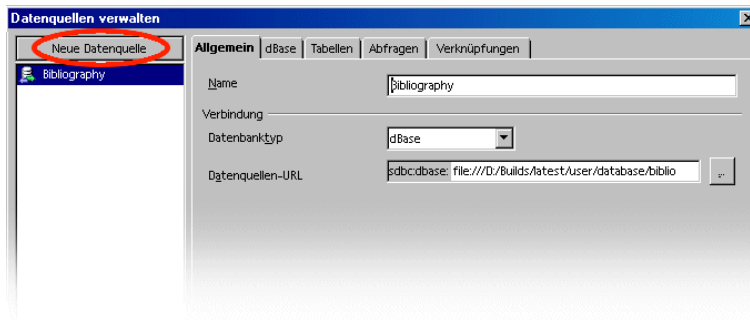 Datenquellen verwalten
Neue Datenquelle
Allgemein dBase Tabellen Abfragen Verknüpfungen
Bibliography
Name Bibliography
Verbindung
Datenbanktyp dBase
Datenquellen-URL sdbc:dbase: file:///D:/Builds/latest/user/database/biblio ...